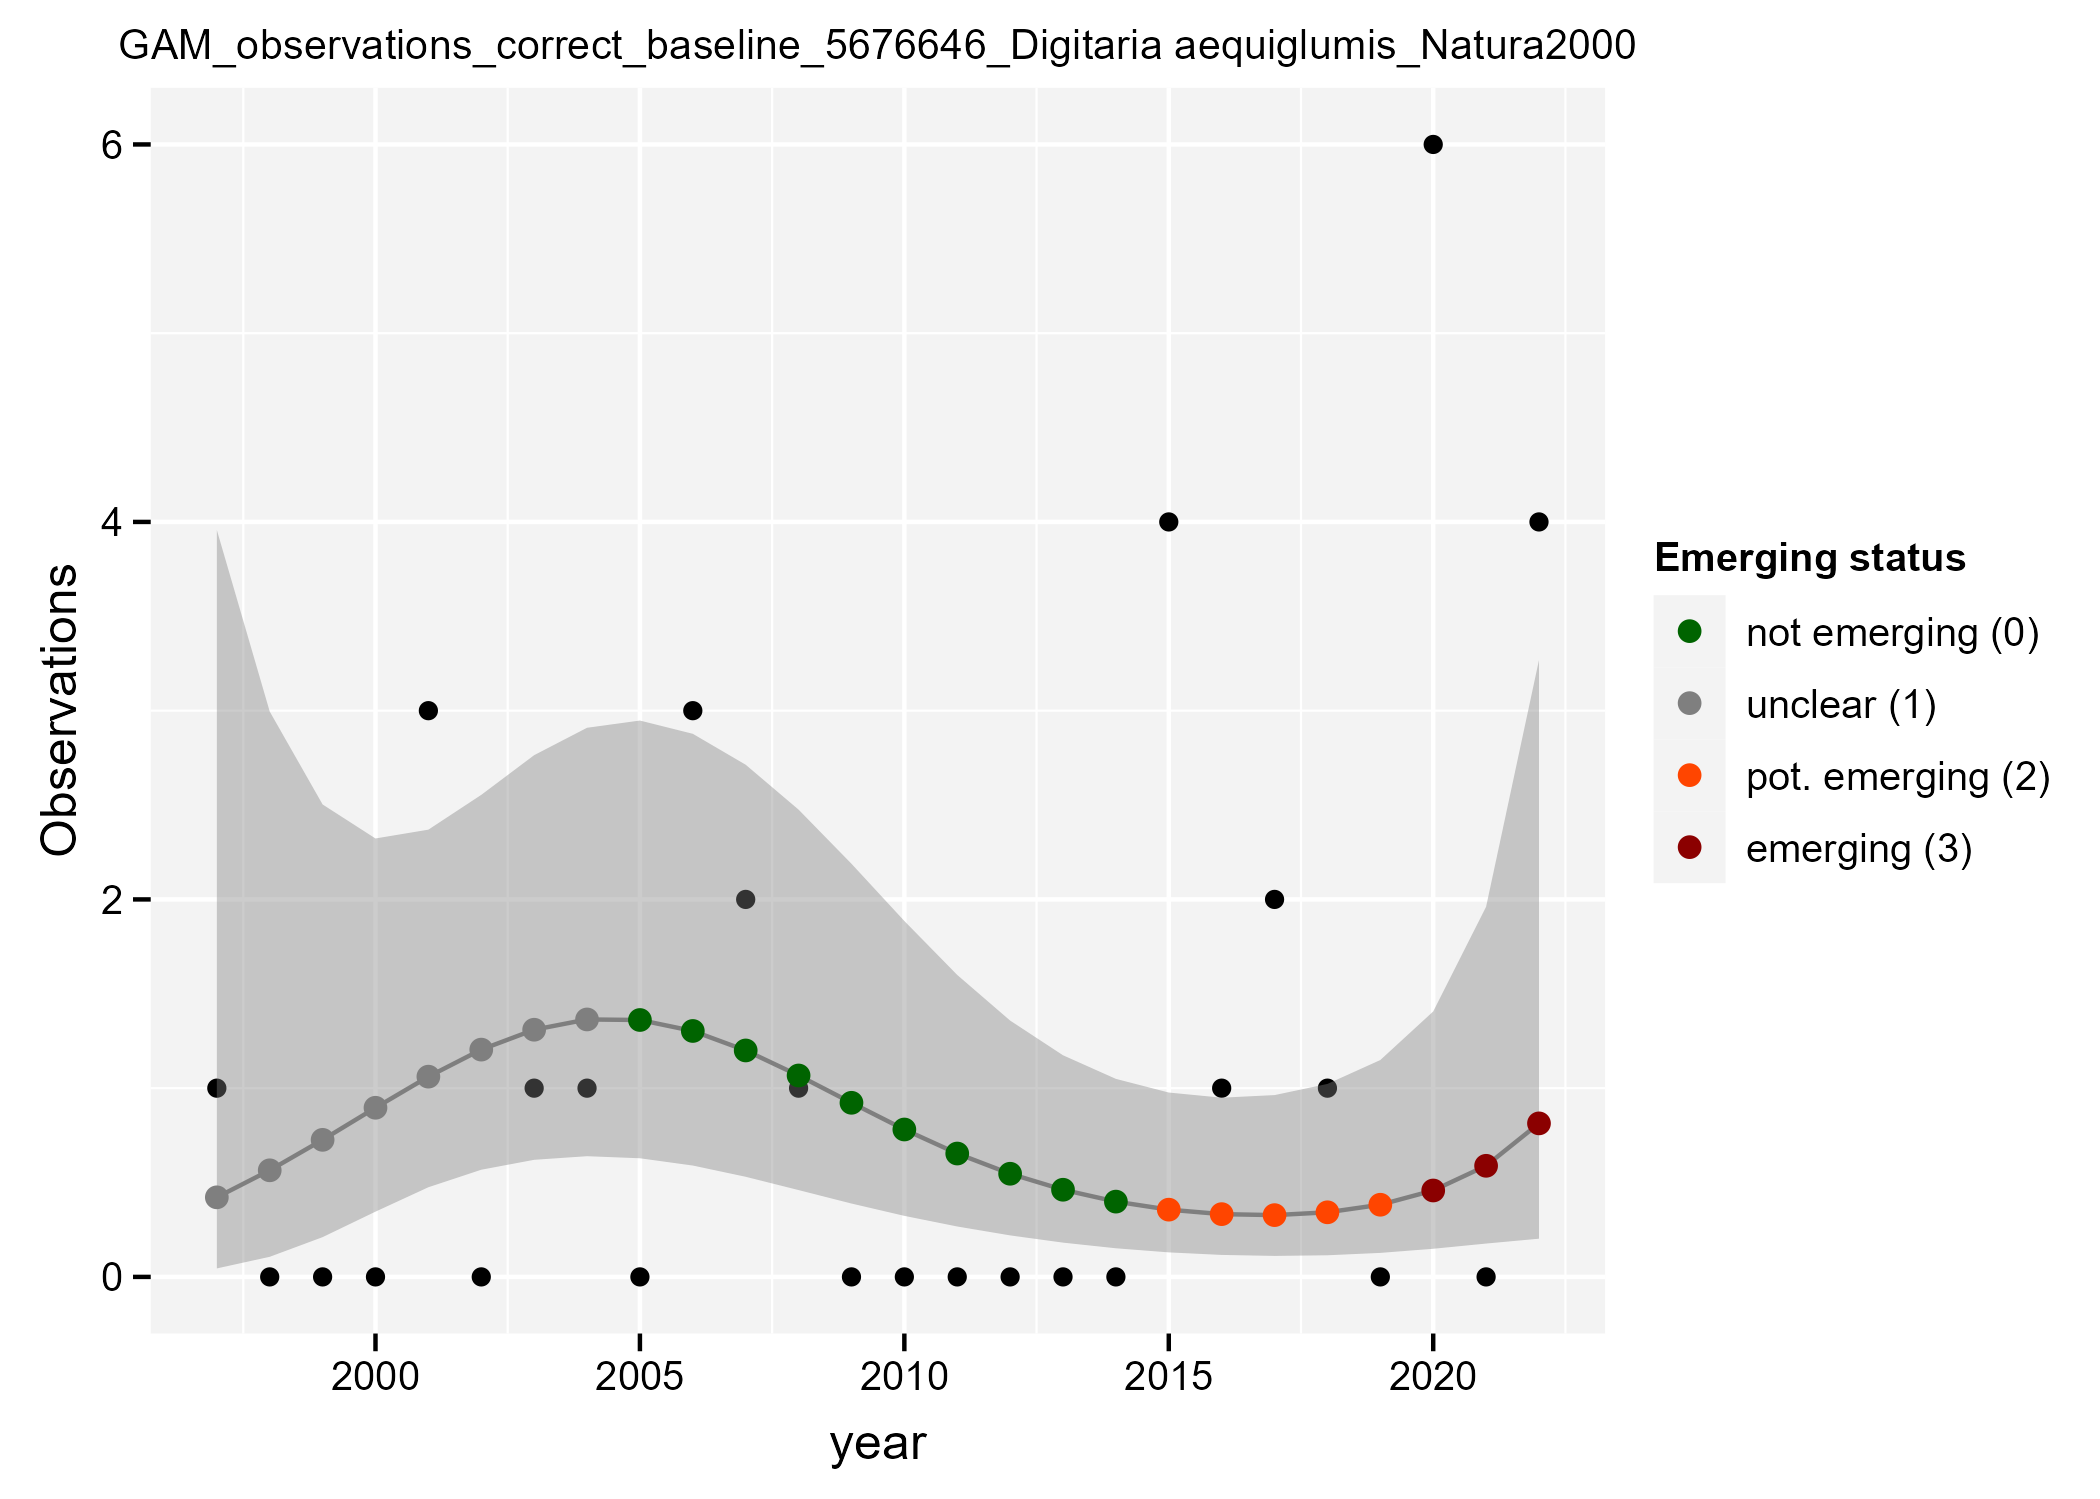 GAM_observations_correct_baseline_5676646_Digitaria aequiglumis_Natura2000
6
4
2
0
Observations
2000 2005 2010 2015 2020
year
Emerging status
not emerging (0)
unclear (1)
pot. emerging (2)
emerging (3)